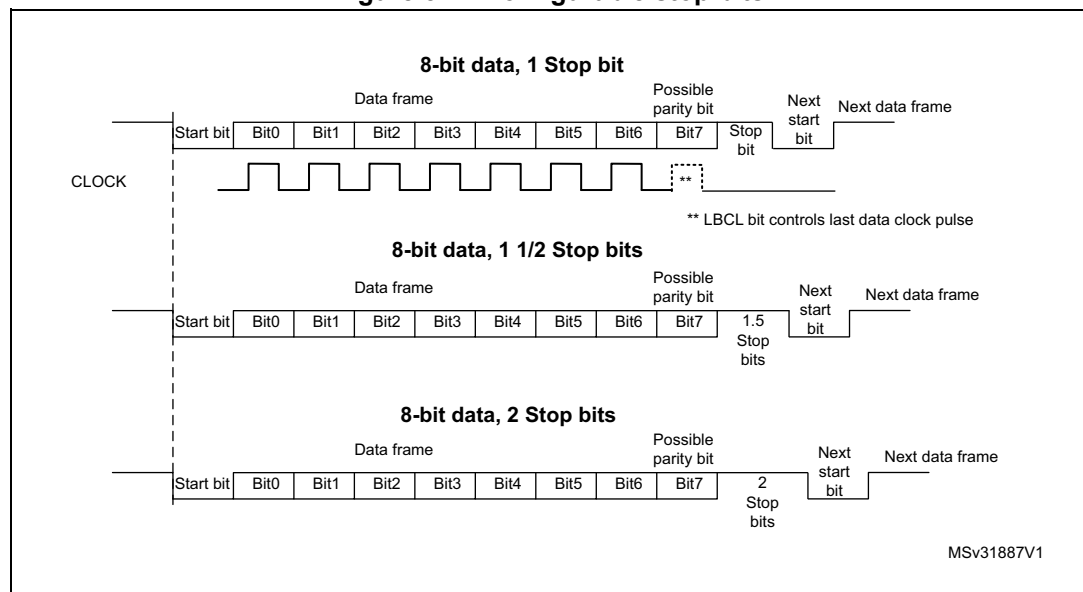 8-bit data, 1 Stop bit
Data frame
Possible
parity bit
Next
start
bit
Next data frame
Start bit Bit0 Bit1 Bit2 Bit3 Bit4 Bit5 Bit6 Bit7 Stop
bit
CLOCK
**
** LBCL bit controls last data clock pulse
8-bit data, 1 1/2 Stop bits
Data frame
Possible
parity bit
Next
start
bit
Next data frame
Start bit Bit0 Bit1 Bit2 Bit3 Bit4 Bit5 Bit6 Bit7 1.5
Stop
bits
8-bit data, 2 Stop bits
Data frame
Possible
parity bit
Next
start
bit
Next data frame
Start bit Bit0 Bit1 Bit2 Bit3 Bit4 Bit5 Bit6 Bit7 2
Stop
bits
MSv31887V1